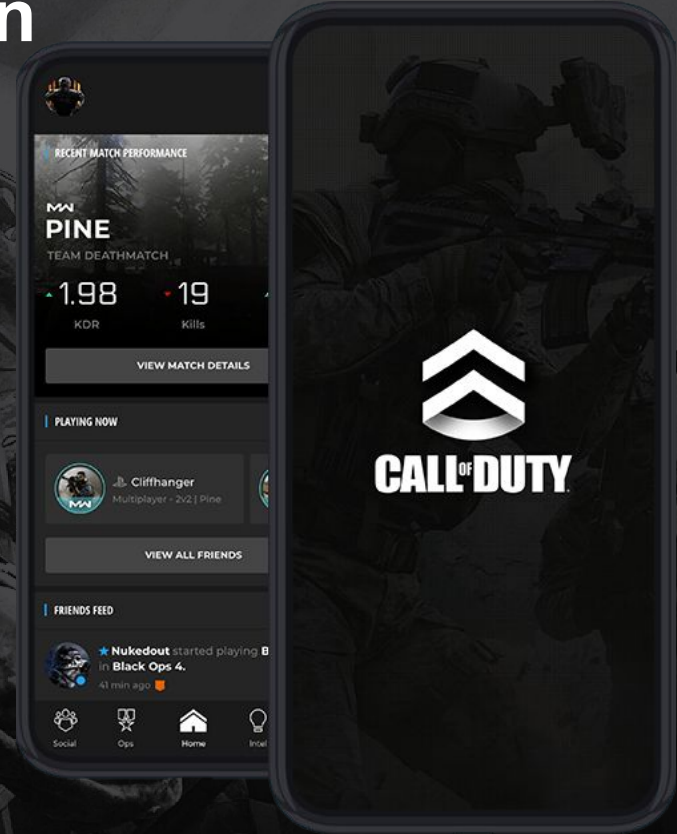 n
RECENT MATCH PERFORMANCE
MW
PINE
TEAM DEATHMATCH
1.98
19
KDR
Kills
VIEW MATCH DETAILS
PLAYING NOW
Cliffhanger
Multiplayer - 2v2 | Pine
MW
VIEW ALL FRIENDS
FRIENDS FEED
Nukedout started playing B
in Black Ops 4.
41 min ago
Social Ops Home Intel
CALL OF DUTY